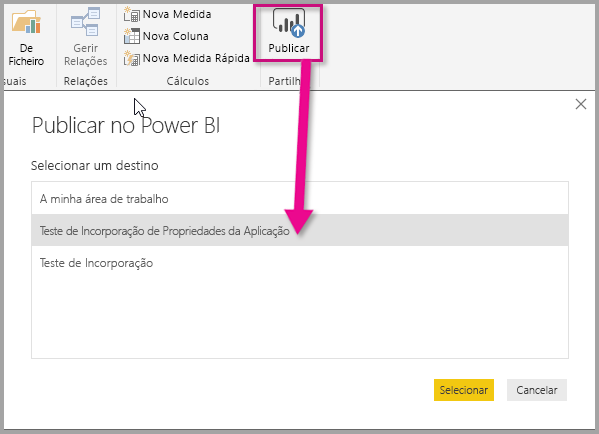 De
Ficheiro
Gerir
Relações
Nova Medida
Nova Coluna
Nova Medida Rápida
Publicar
suais
Relações
Cálculos
Partilh
Publicar no Power BI
Selecionar um destino
A minha área de trabalho
Teste de Incorporação de Propriedades da Aplicação
Teste de Incorporação
Selecionar
Cancelar